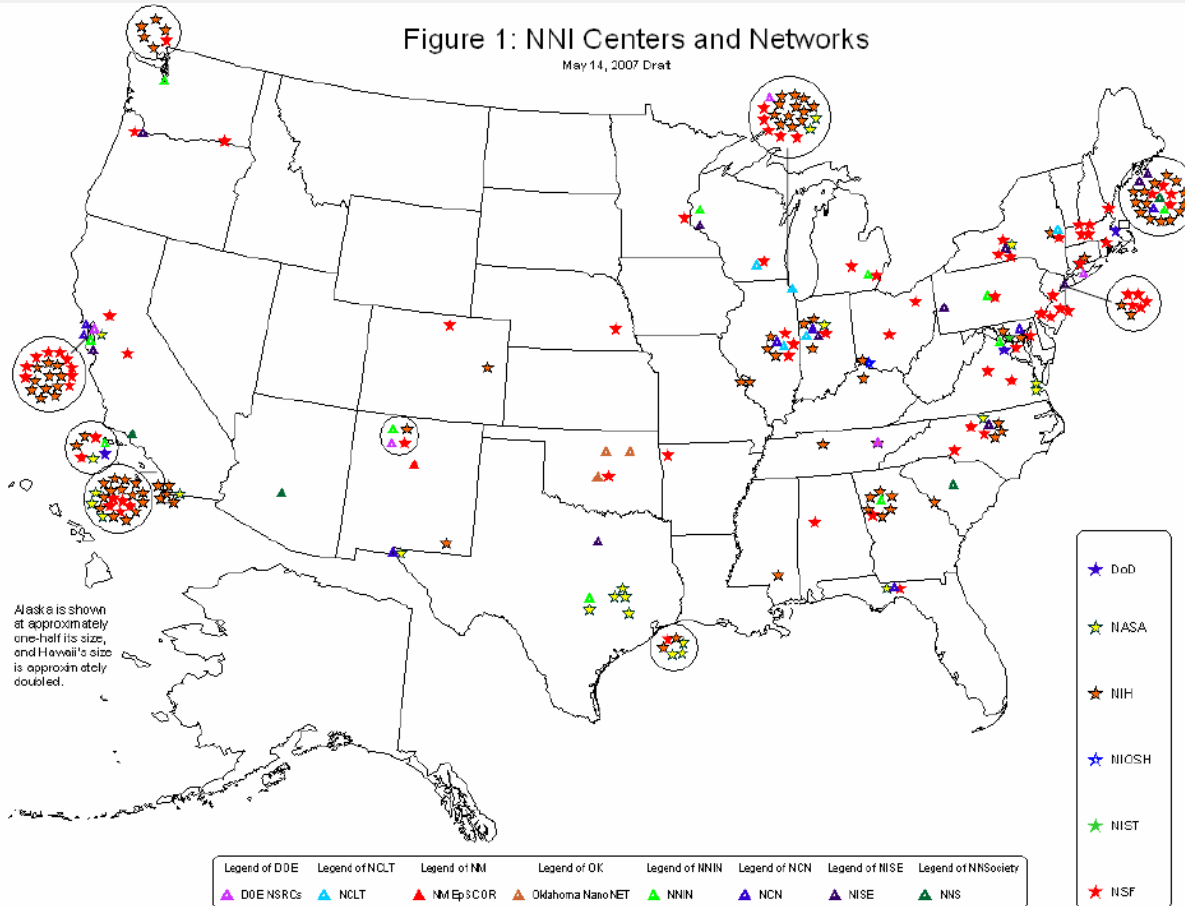 Figure 1: NNI Centers and Networks
May 14, 2007 Draft
Alaska is shown
at approximately
one-half its size,
and Hawaii's size
is approximately
doubled.
DoD
NASA
NIH
NIOSH
NIST
NSF
Legend of DOE
Legend of NCLT
Legend of NM
Legend of OK
Legend of NNIN
Legend of NCN
Legend of NISE
Legend of NNSociety
DOE NSRCs
NCLT
NM EpSCOR
Oklahoma NanoNET
NNIN
NCN
NISE
NNS